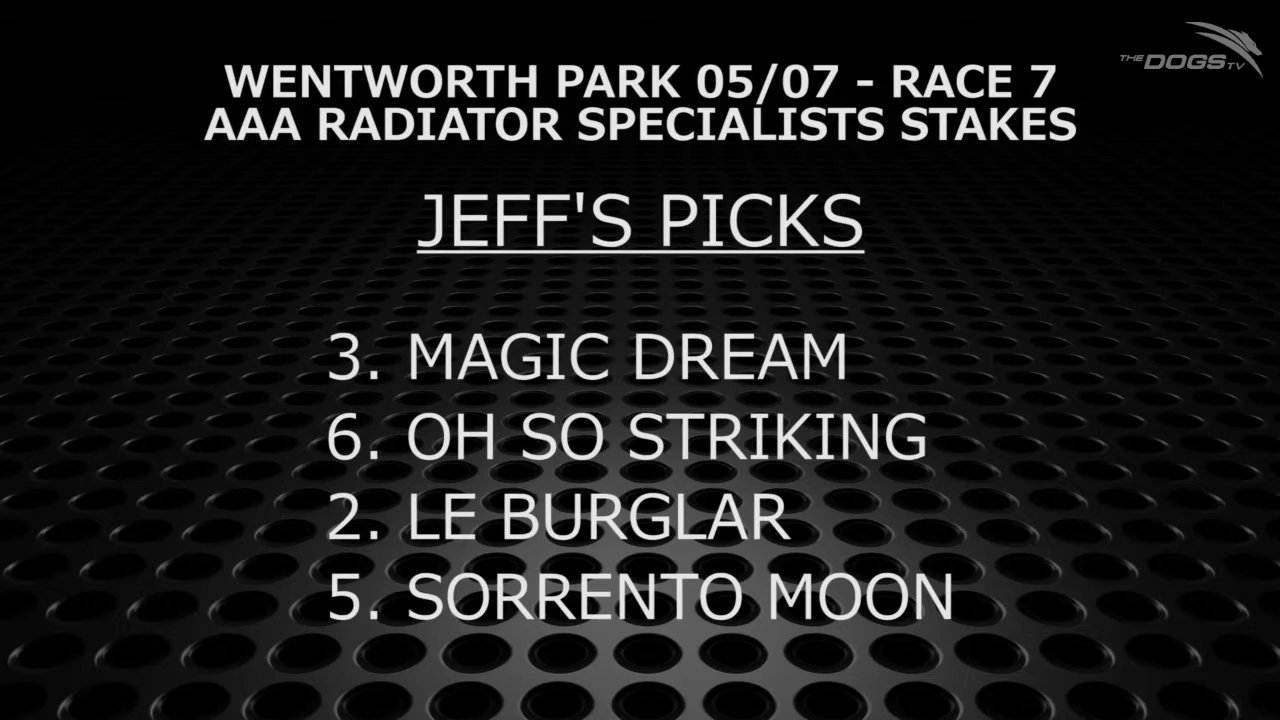 THE DOGS TV
WENTWORTH PARK 05/07 - RACE 7
AAA RADIATOR SPECIALISTS STAKES
JEFF'S PICKS
3. MAGIC DREAM
6. OH SO STRIKING
2. LE BURGLAR
5. SORRENTO MOON